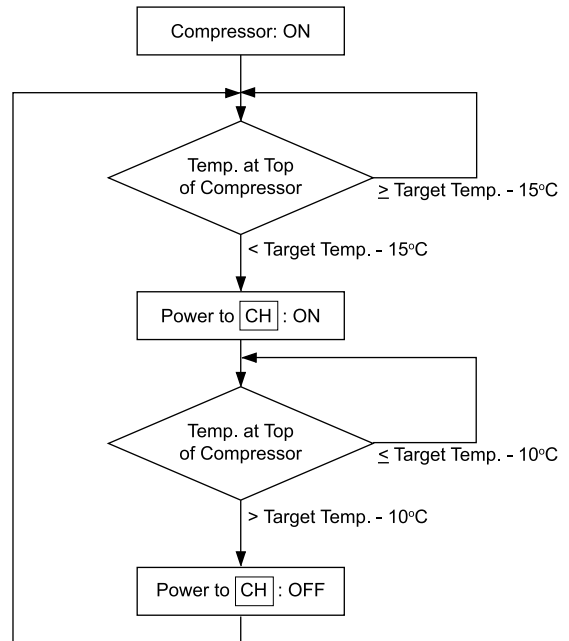 Compressor: ON
Temp. at Top
of Compressor
≥ Target Temp. - 15°C
< Target Temp. - 15°C
Power to CH : ON
Temp. at Top
of Compressor
≤ Target Temp. - 10°C
> Target Temp. - 10°C
Power to CH : OFF